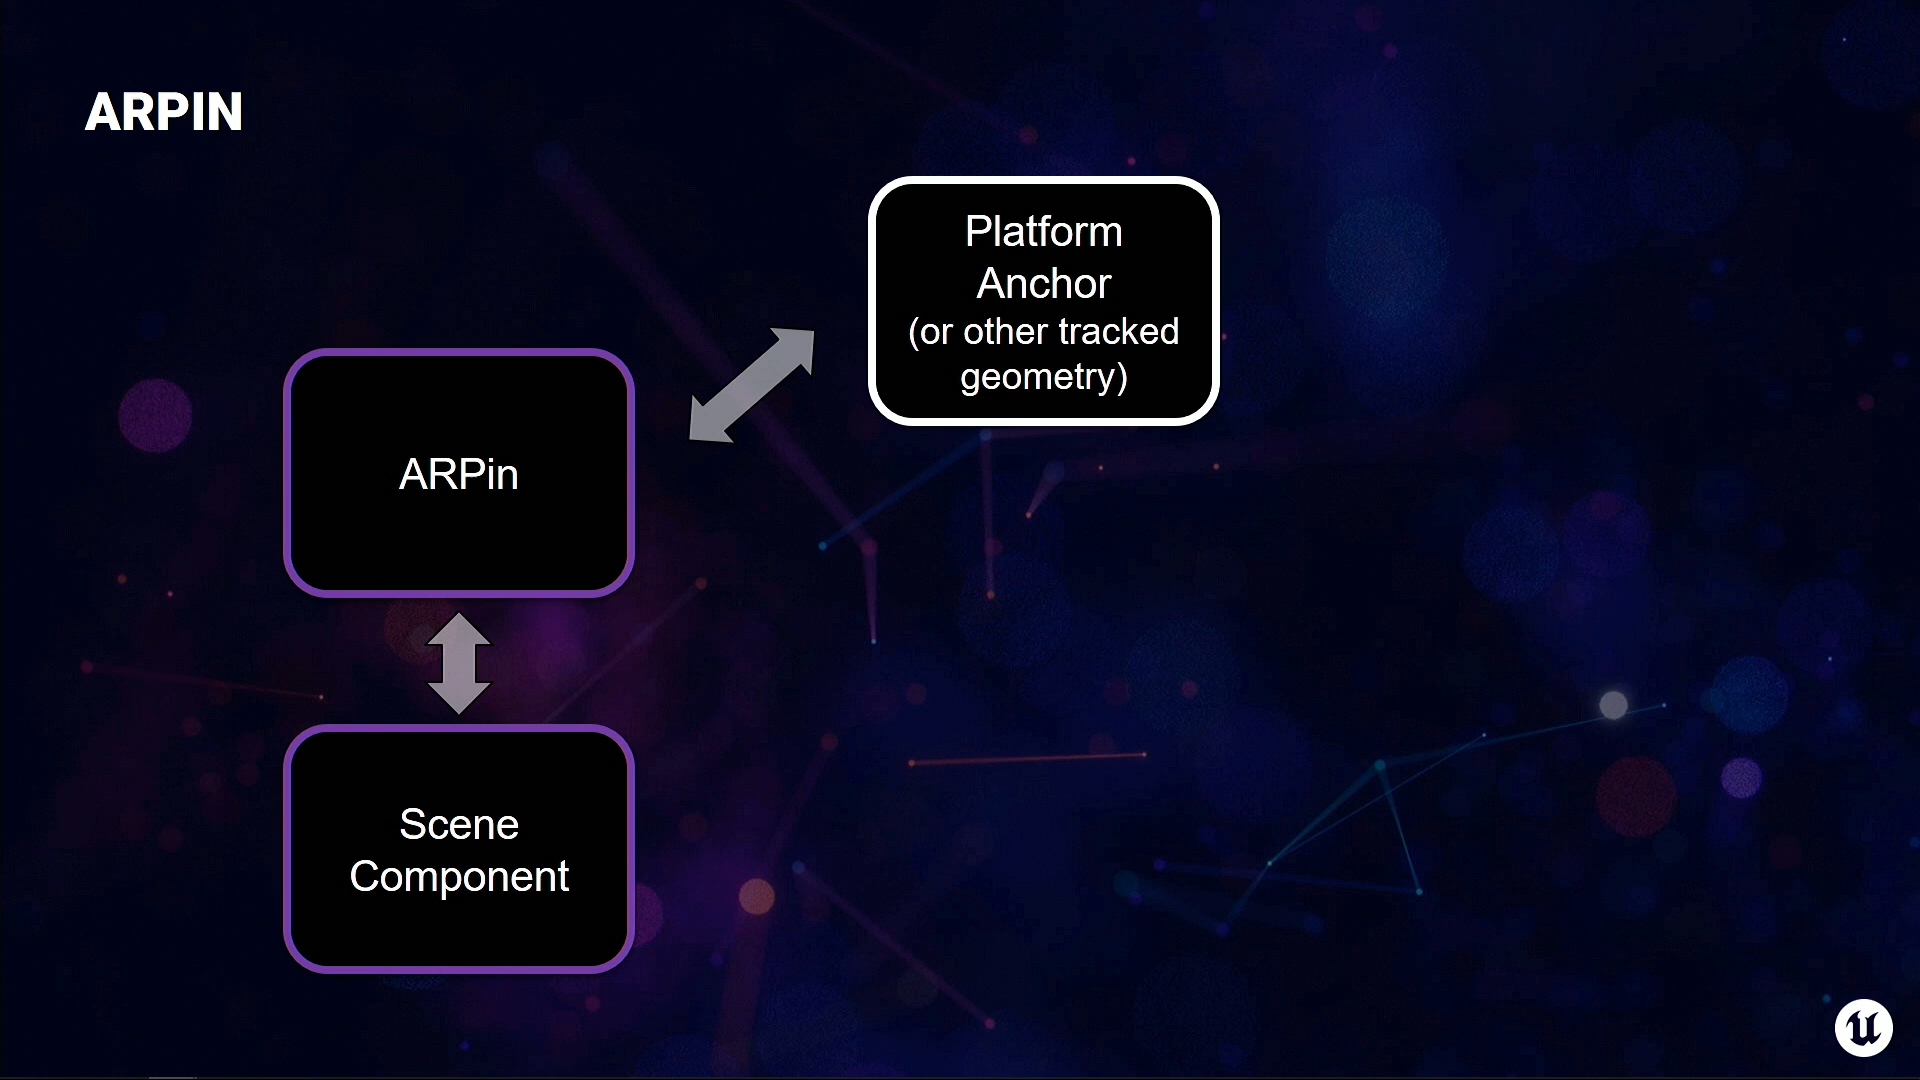 ARPIN
Platform
Anchor
(or other tracked
geometry)
ARPin
Scene
Component